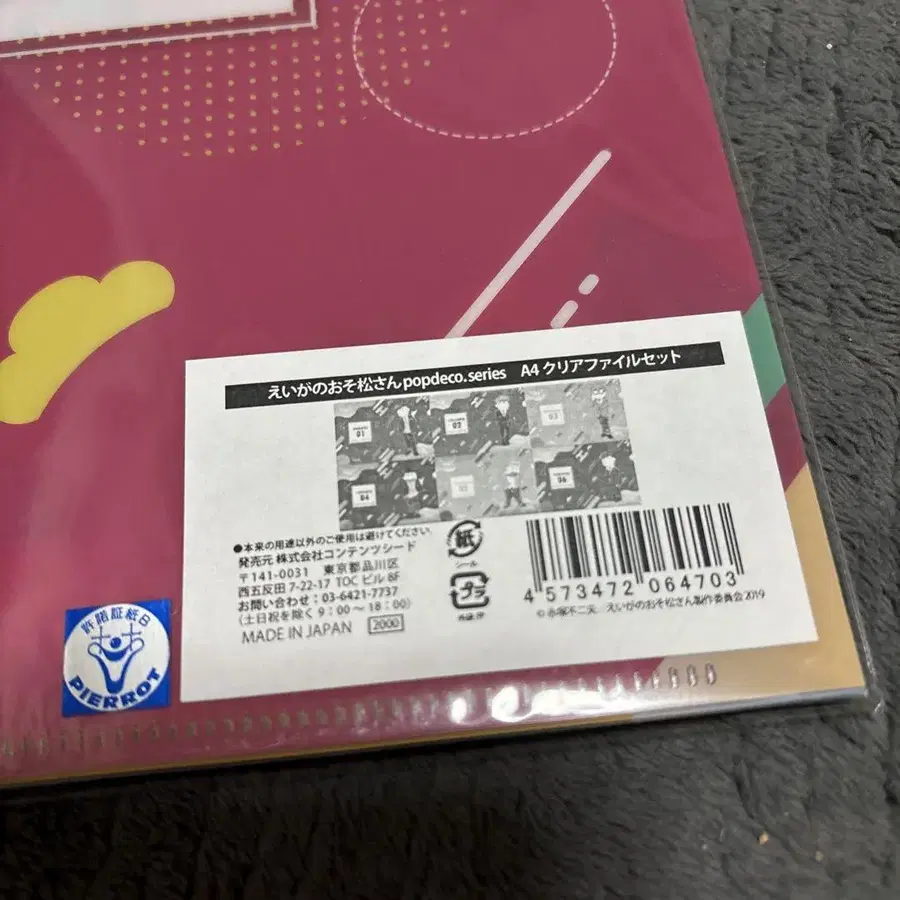 えいがのおそ松さんpopdeco.series A4 クリアファイルセット
01
02
03
04
06
●本来の用途以外のご使用は避けてください。
発売元 株式会社コンテンツシード
〒141-0031 東京都品川区
西五反田 7-22-17 TOC ビル 8F
お問い合わせ：03-6421-7737
(土日祝を除く 9：00～18：00)
MADE IN JAPAN 2000
紙
シール
プラ
4 573472 064703
© 赤塚不二夫／えいがのおそ松さん製作委員会 2019
許諾証紙B
PIERROT